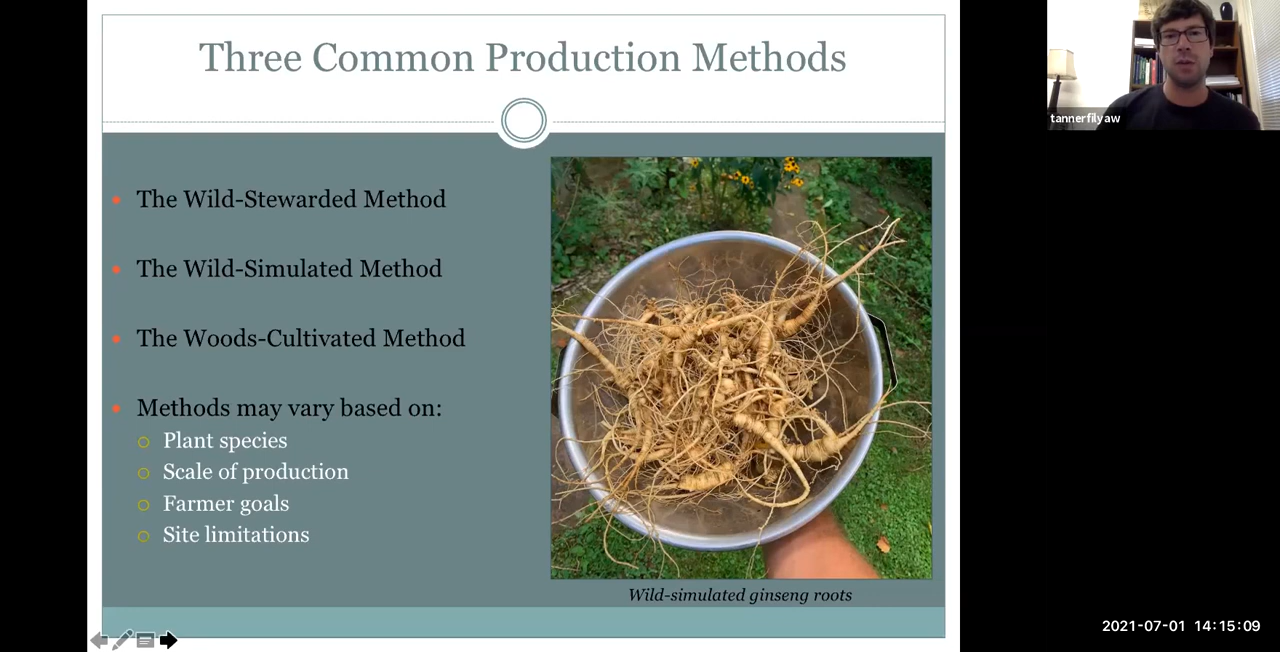 Three Common Production Methods
The Wild-Stewarded Method
The Wild-Simulated Method
The Woods-Cultivated Method
Methods may vary based on:
Plant species
Scale of production
Farmer goals
Site limitations
Wild-simulated ginseng roots
tannerfilyaw
2021-07-01 14:15:09